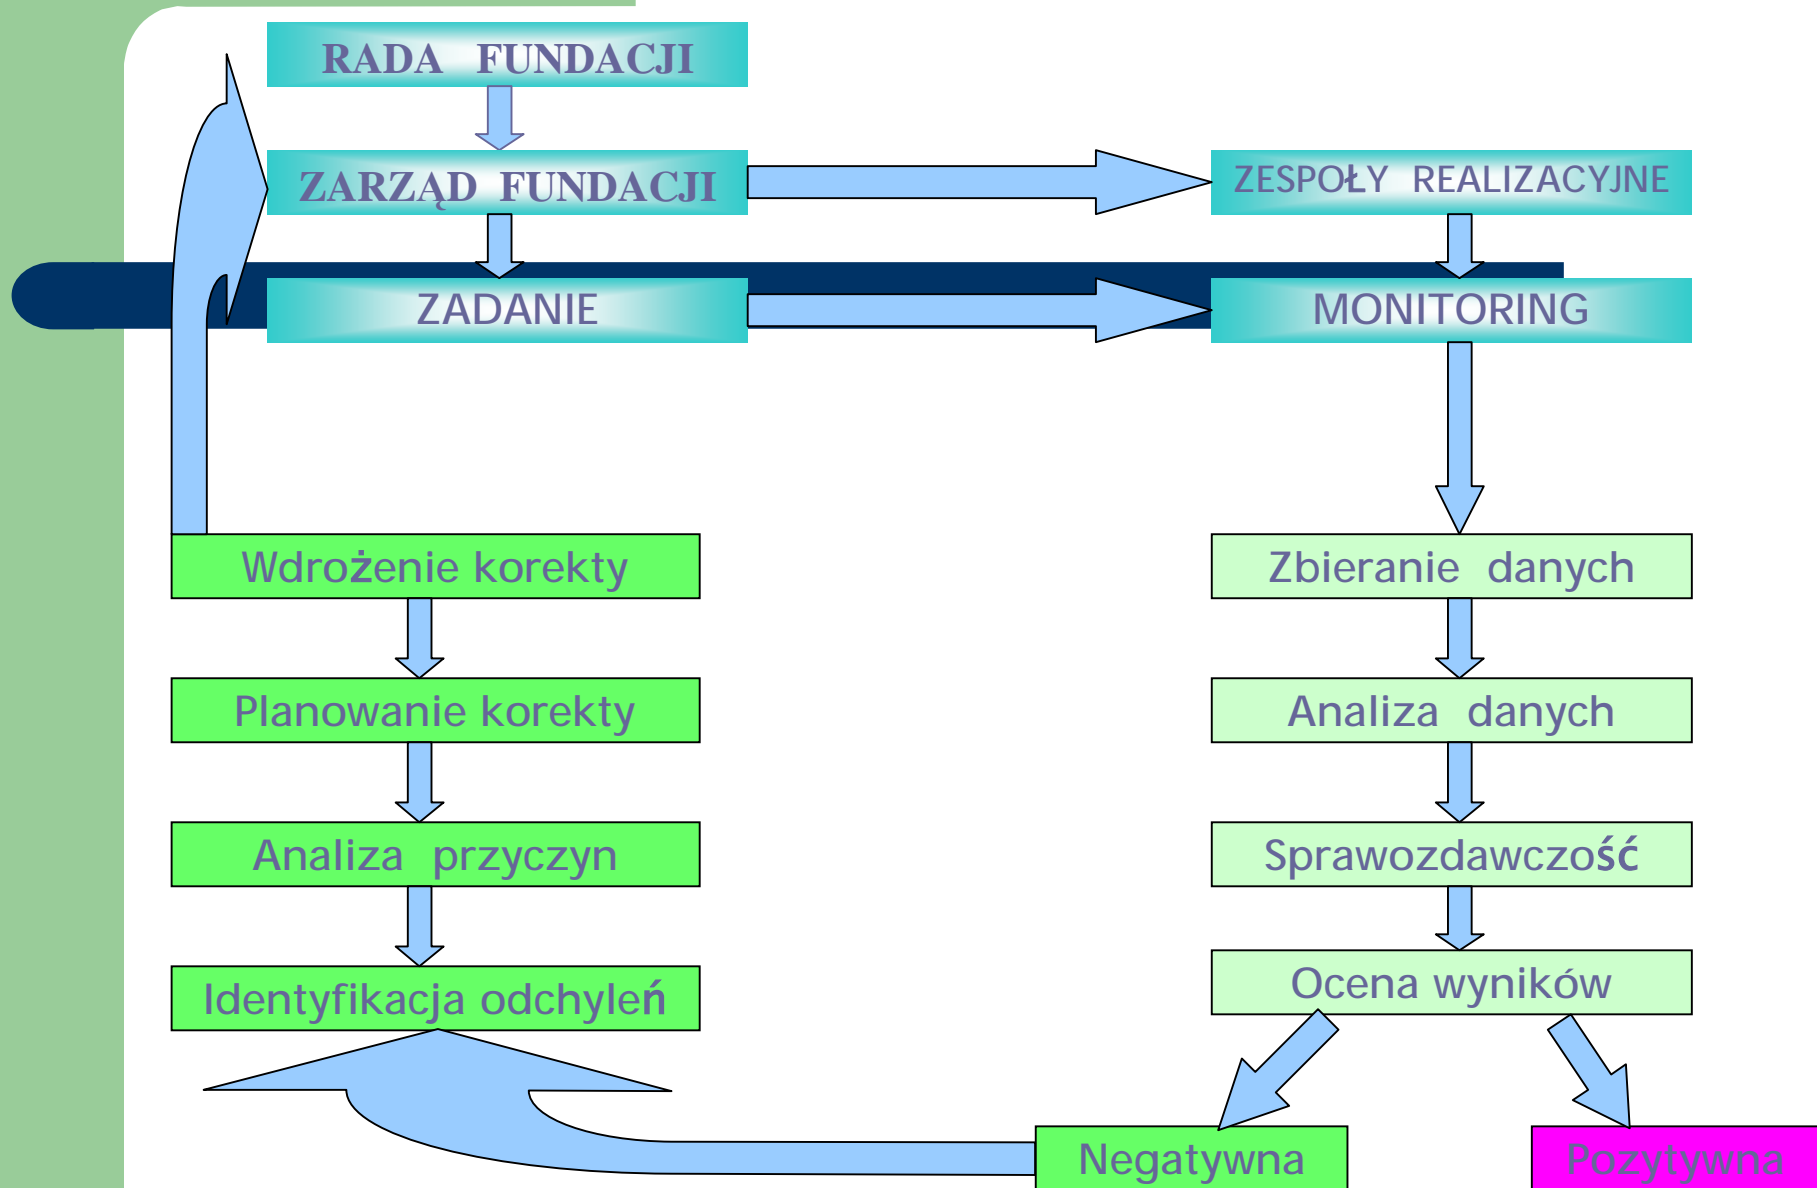 RADA FUNDACJI
ZARZĄD FUNDACJI
ZESPOŁY REALIZACYJNE
ZADANIE
MONITORING
Wdrożenie korekty
Zbieranie danych
Planowanie korekty
Analiza danych
Analiza przyczyn
Sprawozdawczość
Identyfikacja odchyleń
Ocena wyników
Negatywna
Pozytywna